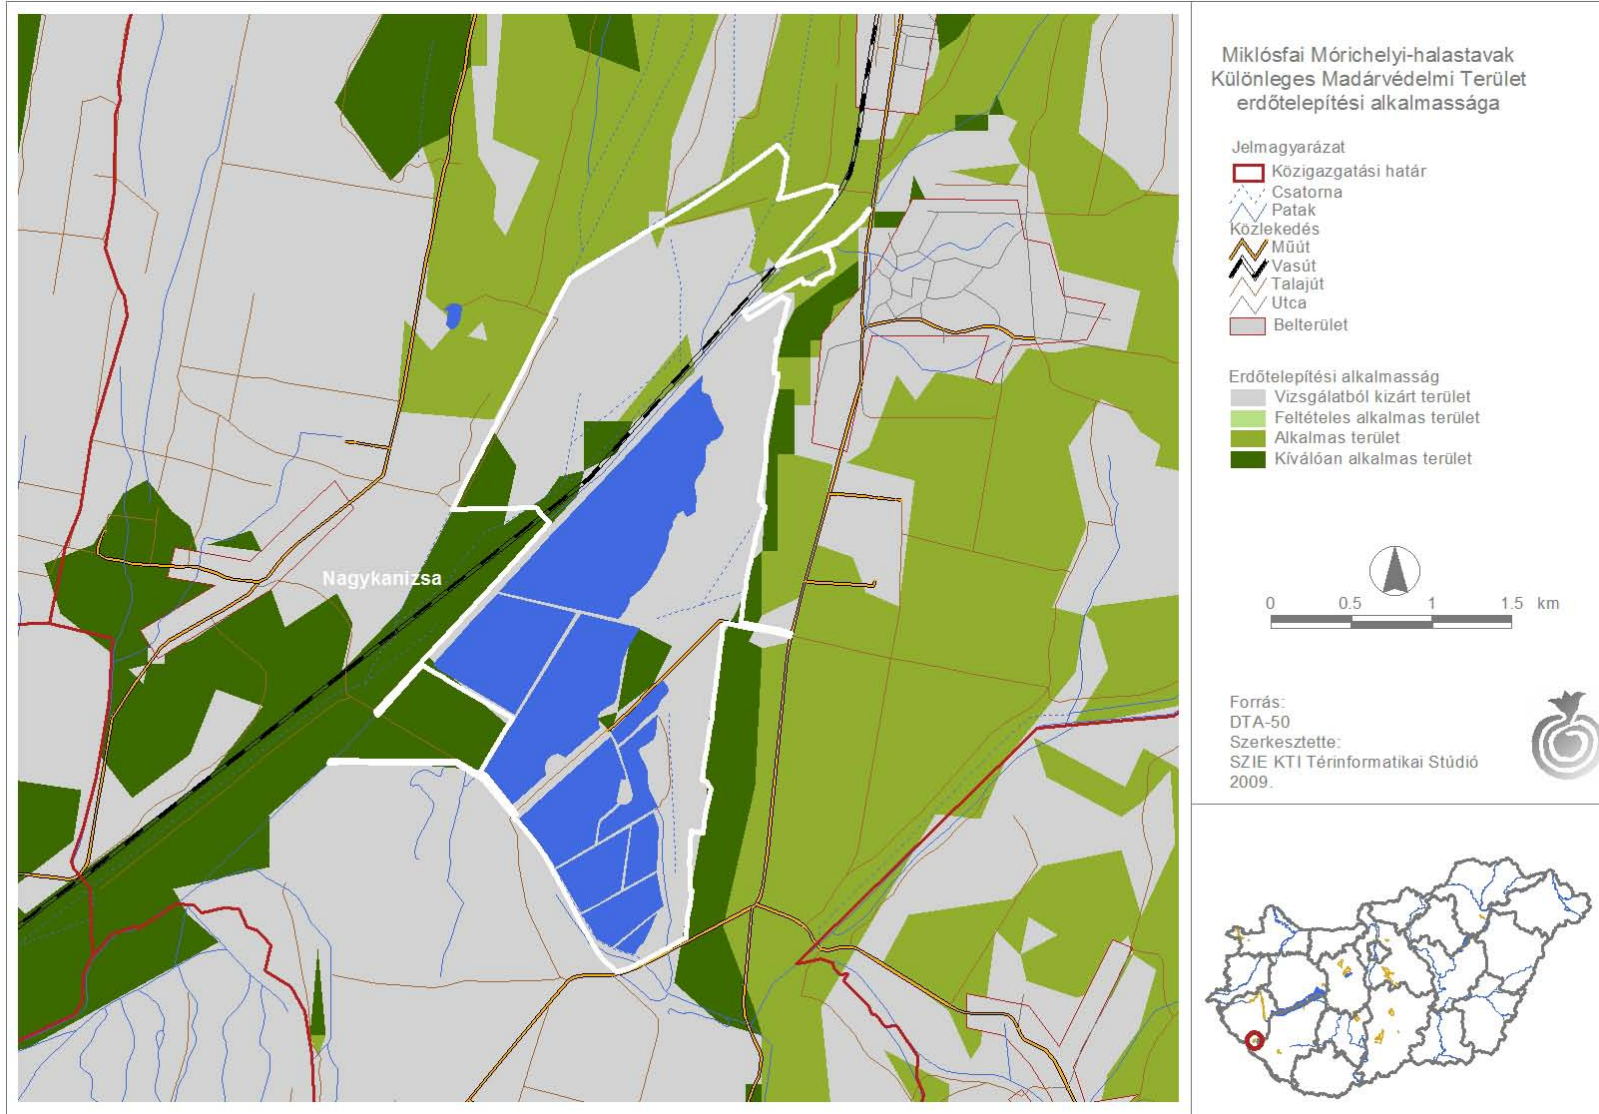 Miklósfai Mórichelyi-halastavak
Különleges Madárvédelmi Terület
erdőtelepítési alkalmassága
Jelmagyarázat
Közigazgatási határ
Csatorna
Patak
Közlekedés
Műút
Vasút
Talajút
Utca
Belterület
Erdőtelepítési alkalmasság
Vizsgálatból kizárt terület
Feltételes alkalmas terület
Alkalmas terület
Kíválóan alkalmas terület
Nagykanizsa
0 0.5 1 1.5 km
Forrás:
DTA-50
Szerkesztette:
SZIE KTI Térinformatikai Stúdió
2009.